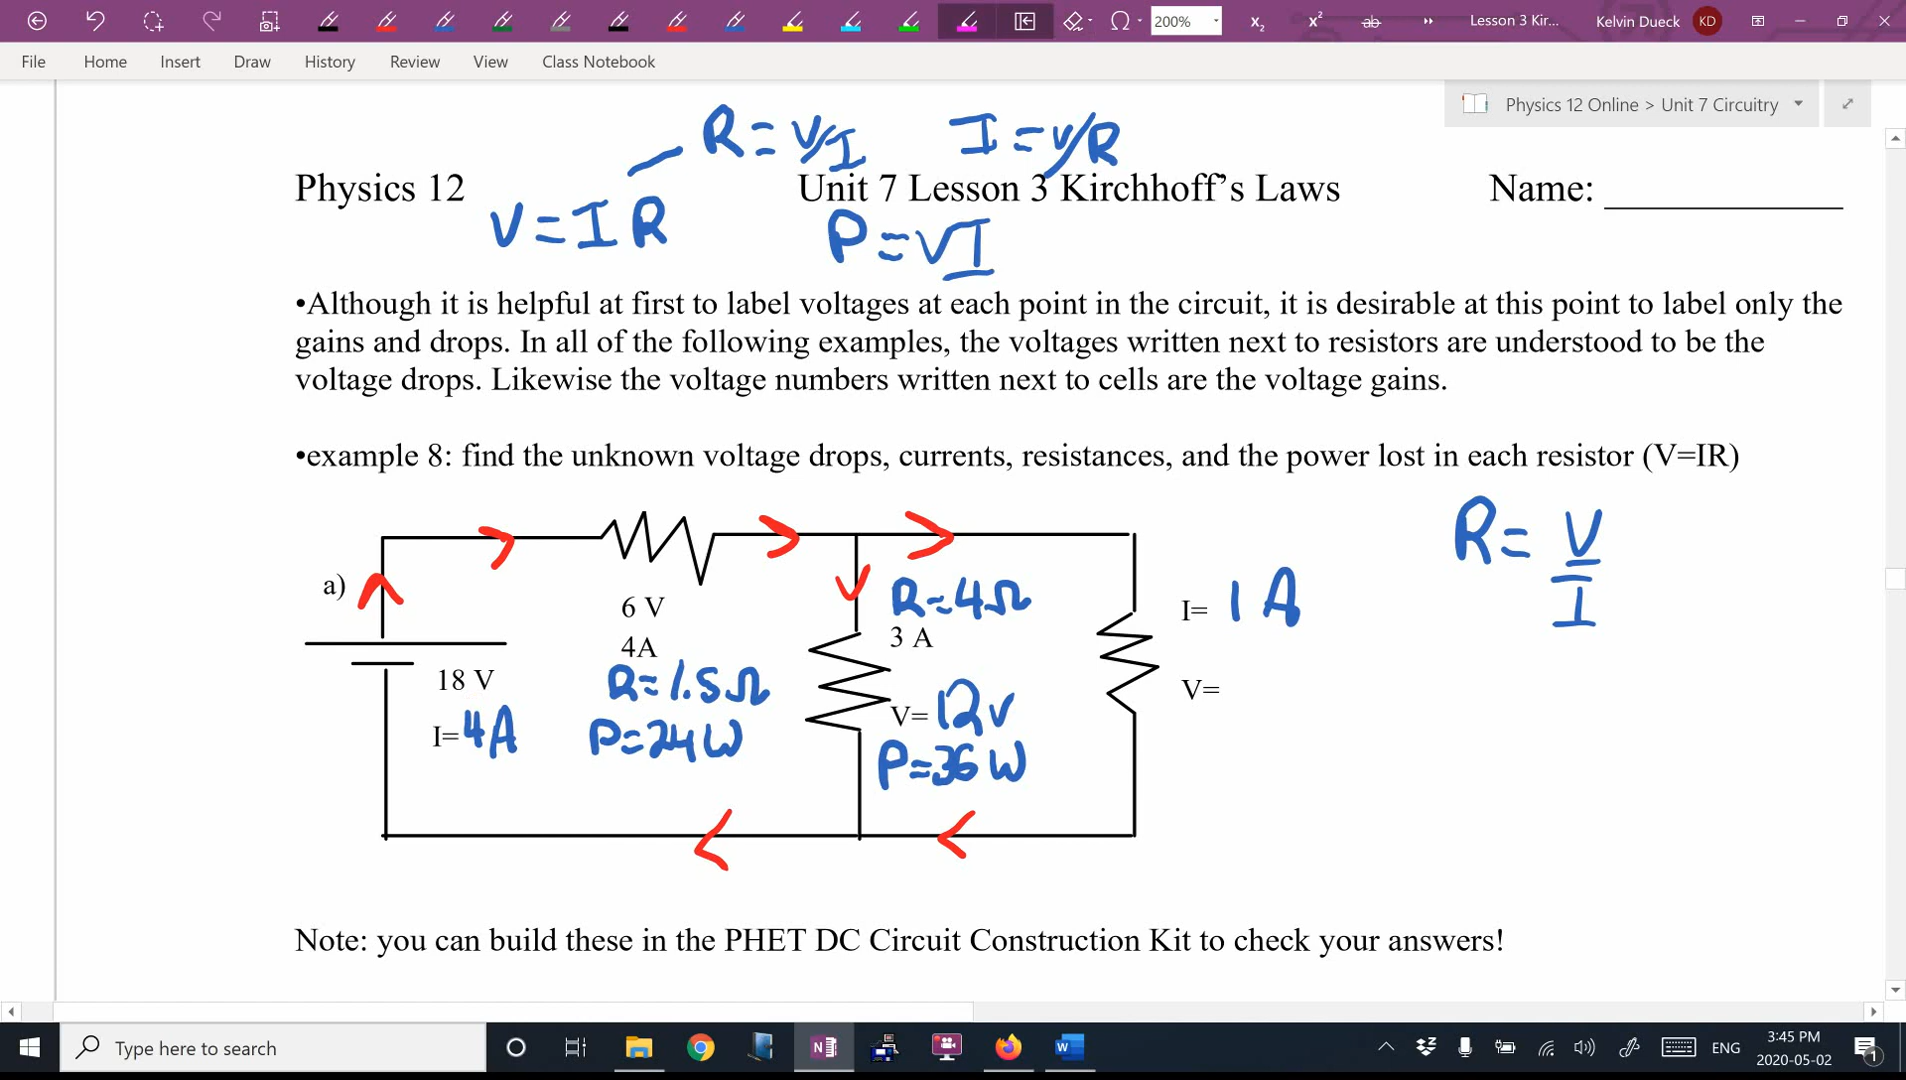 200%
x₂
x²
ab
Lesson 3 Kir...
Kelvin Dueck
KD
File Home Insert Draw History Review View Class Notebook
Physics 12 Online > Unit 7 Circuitry
R = V/I I = V/R
Physics 12 Unit 7 Lesson 3 Kirchhoff's Laws Name: ____________
V = I R P = VI
•Although it is helpful at first to label voltages at each point in the circuit, it is desirable at this point to label only the
gains and drops. In all of the following examples, the voltages written next to resistors are understood to be the
voltage drops. Likewise the voltage numbers written next to cells are the voltage gains.
•example 8: find the unknown voltage drops, currents, resistances, and the power lost in each resistor (V=IR)
R = V/I
a)
6 V
4A
R=1.5Ω
P=24W
18 V
I=4A
R=4Ω
3 A
V=12V
P=36W
I= 1 A
V=
Note: you can build these in the PHET DC Circuit Construction Kit to check your answers!
Type here to search
N
W
ENG
3:45 PM
2020-05-02
1